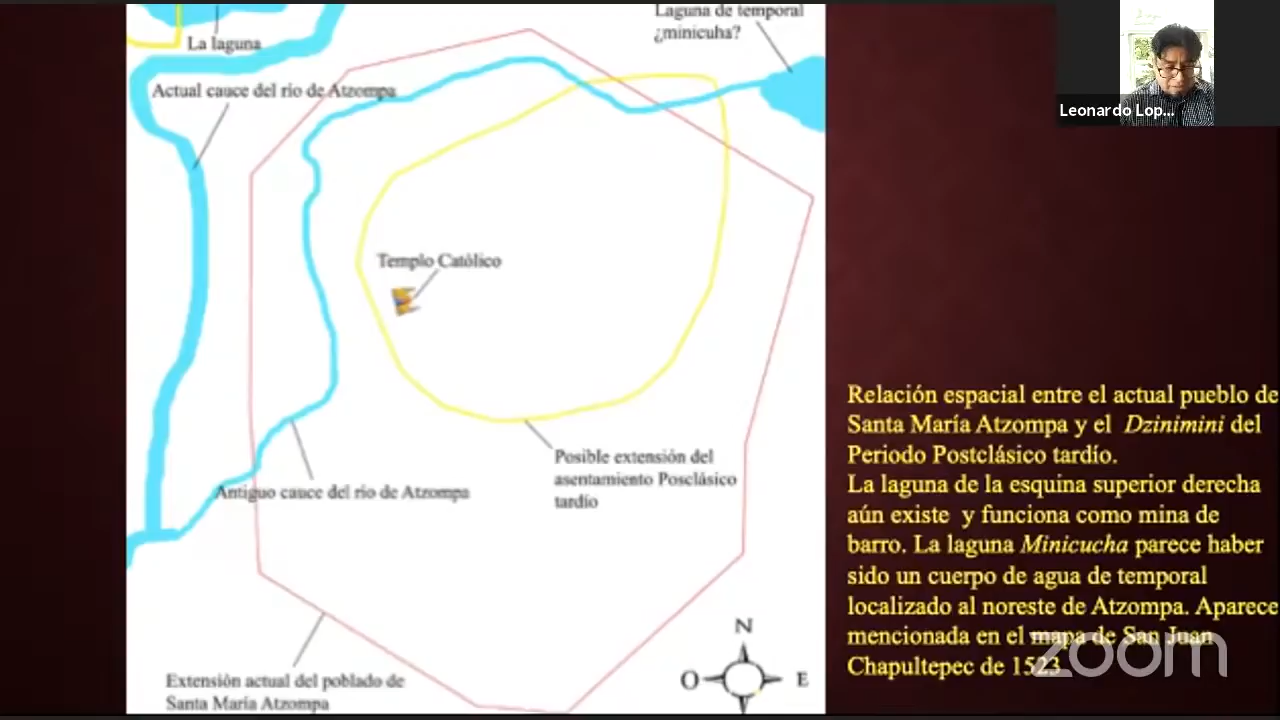 Laguna de temporal
¿minicuha?
La laguna
Actual cauce del río de Atzompa
Leonardo Lop...
Templo Católico
Posible extensión del
asentamiento Posclásico
tardío
Antiguo cauce del río de Atzompa
Extensión actual del poblado de
Santa María Atzompa
N
O
E
Relación espacial entre el actual pueblo de
Santa María Atzompa y el Dzinimini del
Periodo Postclásico tardío.
La laguna de la esquina superior derecha
aún existe y funciona como mina de
barro. La laguna Minicucha parece haber
sido un cuerpo de agua de temporal
localizado al noreste de Atzompa. Aparece
mencionada en el mapa de San Juan
Chapultepec de 1523
zoom